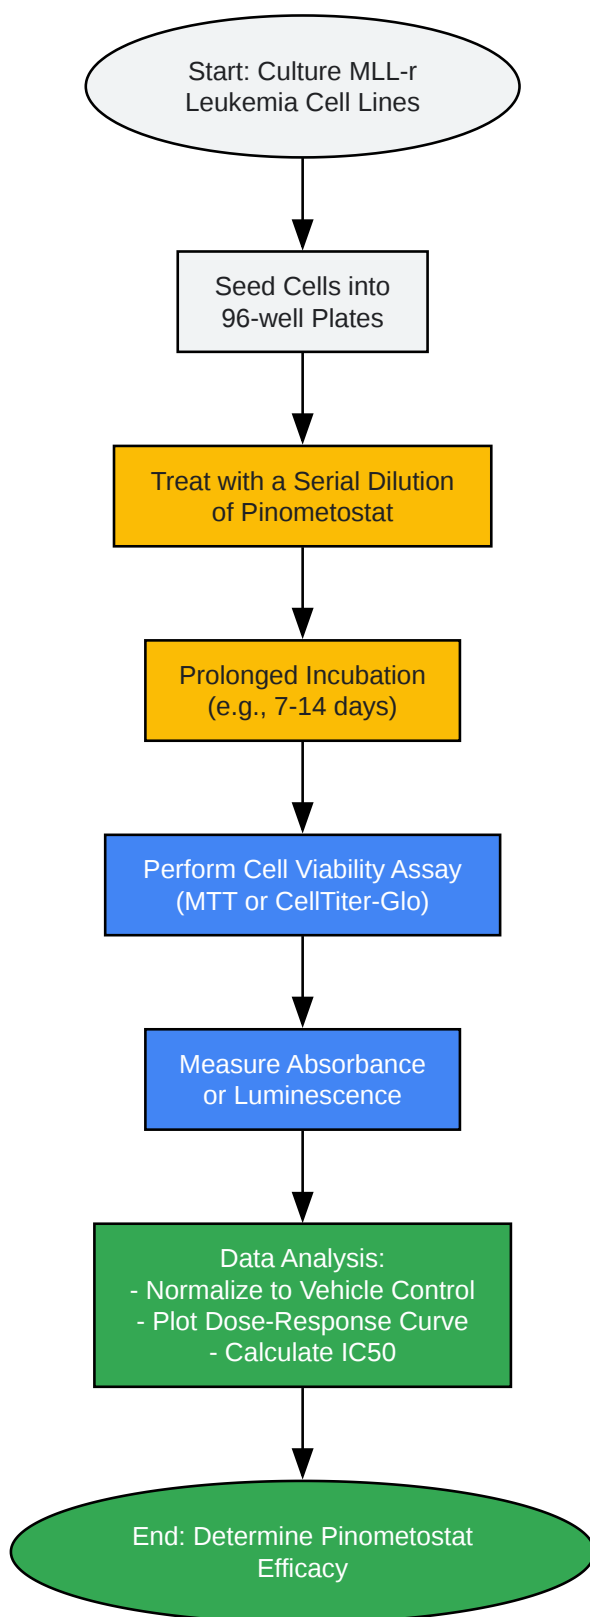 Start: Culture MLL-r
Leukemia Cell Lines
Seed Cells into
96-well Plates
Treat with a Serial Dilution
of Pinometostat
Prolonged Incubation
(e.g., 7-14 days)
Perform Cell Viability Assay
(MTT or CellTiter-Glo)
Measure Absorbance
or Luminescence
Data Analysis:
- Normalize to Vehicle Control
- Plot Dose-Response Curve
- Calculate IC50
End: Determine Pinometostat
Efficacy